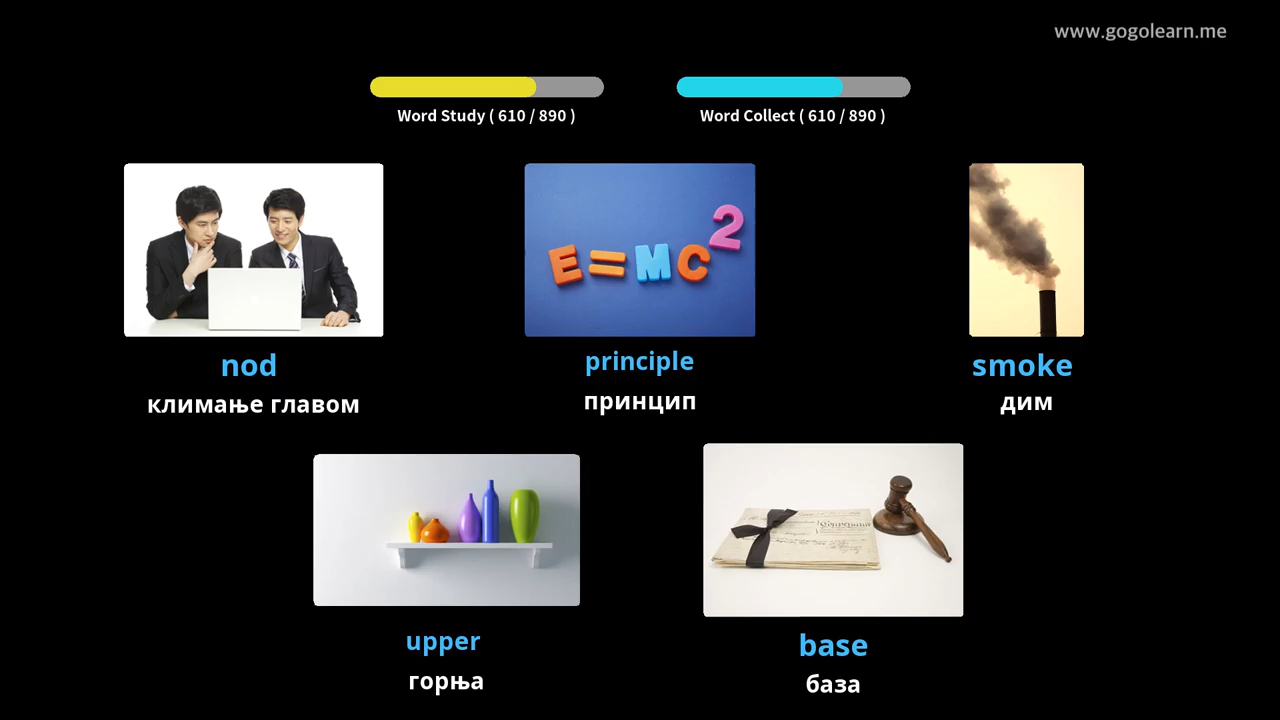 www.gogolearn.me
Word Study ( 610 / 890 )
Word Collect ( 610 / 890 )
E=MC2
nod
климање главом
principle
принцип
smoke
дим
upper
горња
base
база